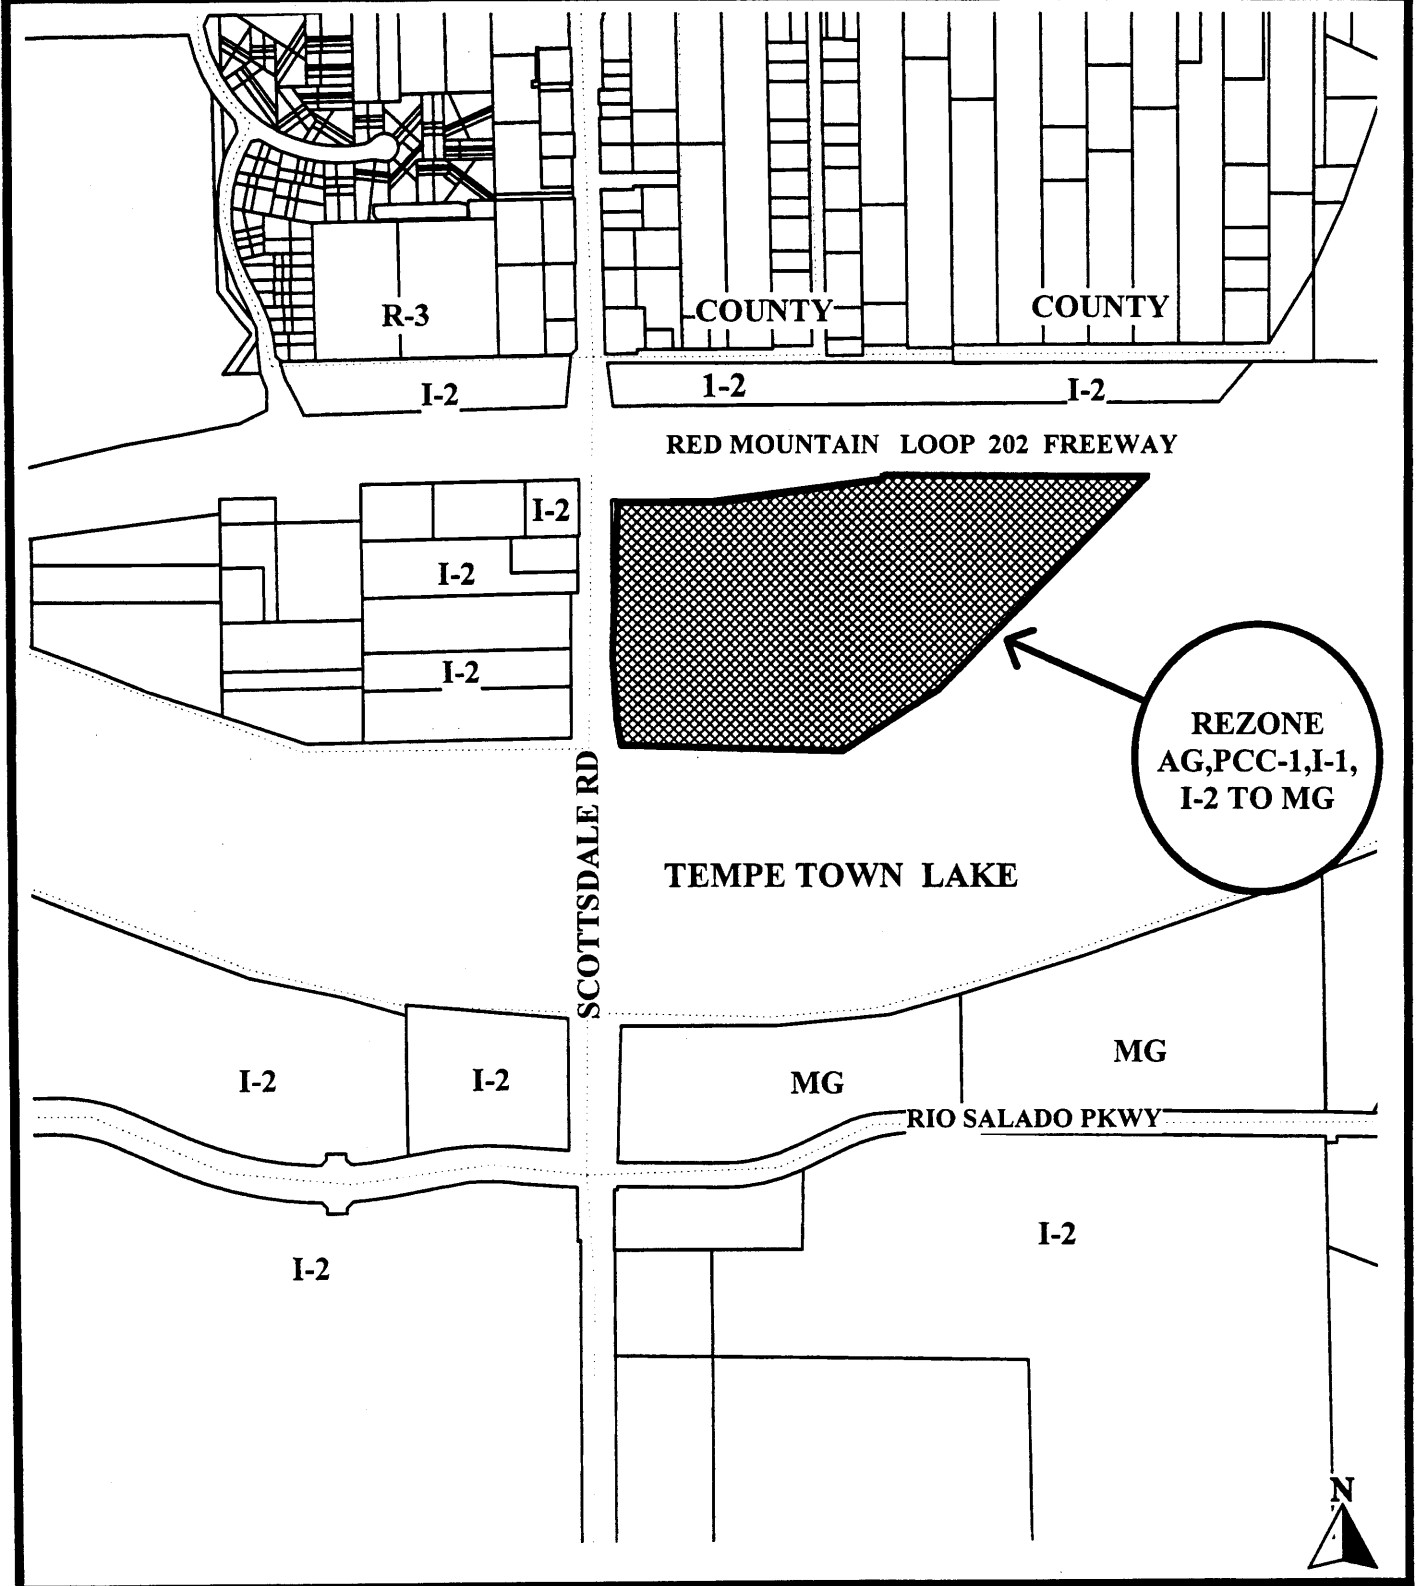 R-3
COUNTY
COUNTY
I-2
1-2
I-2
RED MOUNTAIN LOOP 202 FREEWAY
I-2
I-2
I-2
REZONE
AG,PCC-1,I-1,
I-2 TO MG
SCOTTSDALE RD
TEMPE TOWN LAKE
I-2
I-2
MG
MG
RIO SALADO PKWY
I-2
I-2
N